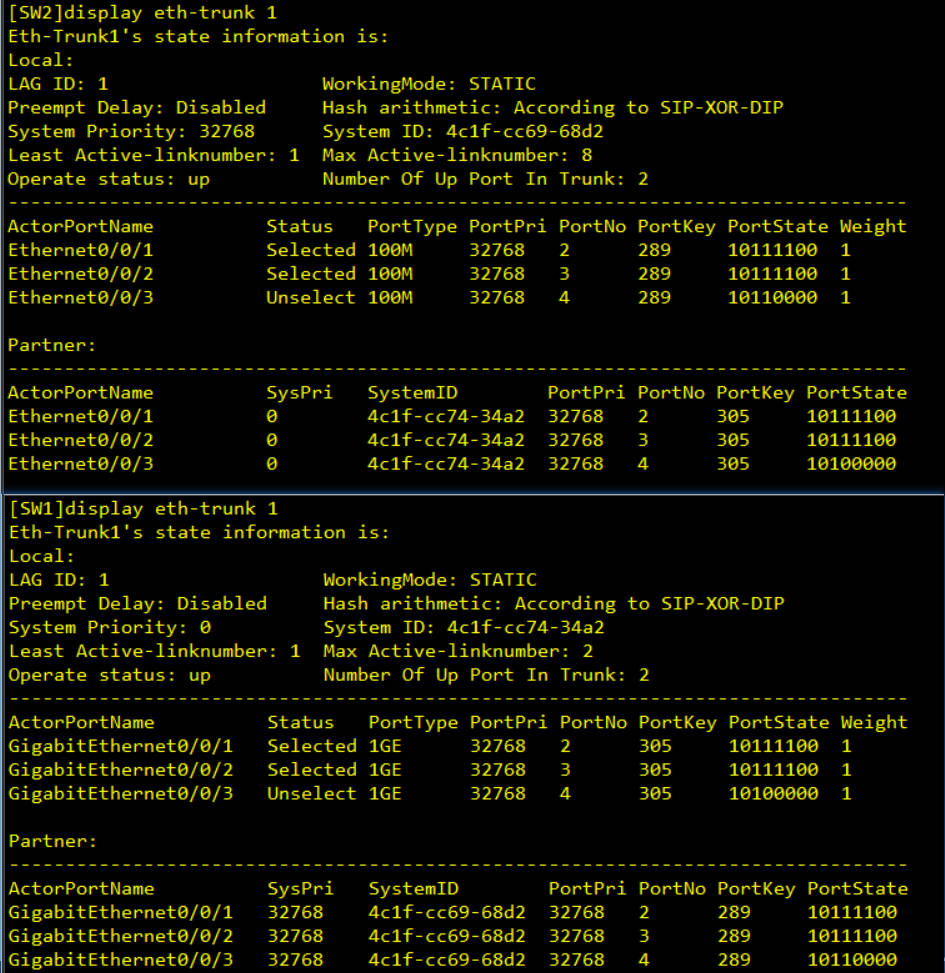 [SW2]display eth-trunk 1
Eth-Trunk1's state information is:
Local:
LAG ID: 1 WorkingMode: STATIC
Preempt Delay: Disabled Hash arithmetic: According to SIP-XOR-DIP
System Priority: 32768 System ID: 4c1f-cc69-68d2
Least Active-linknumber: 1 Max Active-linknumber: 8
Operate status: up Number Of Up Port In Trunk: 2
--------------------------------------------------------------------------------
ActorPortName Status PortType PortPri PortNo PortKey PortState Weight
Ethernet0/0/1 Selected 100M 32768 2 289 10111100 1
Ethernet0/0/2 Selected 100M 32768 3 289 10111100 1
Ethernet0/0/3 Unselect 100M 32768 4 289 10110000 1
Partner:
--------------------------------------------------------------------------------
ActorPortName SysPri SystemID PortPri PortNo PortKey PortState
Ethernet0/0/1 0 4c1f-cc74-34a2 32768 2 305 10111100
Ethernet0/0/2 0 4c1f-cc74-34a2 32768 3 305 10111100
Ethernet0/0/3 0 4c1f-cc74-34a2 32768 4 305 10100000
[SW1]display eth-trunk 1
Eth-Trunk1's state information is:
Local:
LAG ID: 1 WorkingMode: STATIC
Preempt Delay: Disabled Hash arithmetic: According to SIP-XOR-DIP
System Priority: 0 System ID: 4c1f-cc74-34a2
Least Active-linknumber: 1 Max Active-linknumber: 2
Operate status: up Number Of Up Port In Trunk: 2
--------------------------------------------------------------------------------
ActorPortName Status PortType PortPri PortNo PortKey PortState Weight
GigabitEthernet0/0/1 Selected 1GE 32768 2 305 10111100 1
GigabitEthernet0/0/2 Selected 1GE 32768 3 305 10111100 1
GigabitEthernet0/0/3 Unselect 1GE 32768 4 305 10100000 1
Partner:
--------------------------------------------------------------------------------
ActorPortName SysPri SystemID PortPri PortNo PortKey PortState
GigabitEthernet0/0/1 32768 4c1f-cc69-68d2 32768 2 289 10111100
GigabitEthernet0/0/2 32768 4c1f-cc69-68d2 32768 3 289 10111100
GigabitEthernet0/0/3 32768 4c1f-cc69-68d2 32768 4 289 10110000